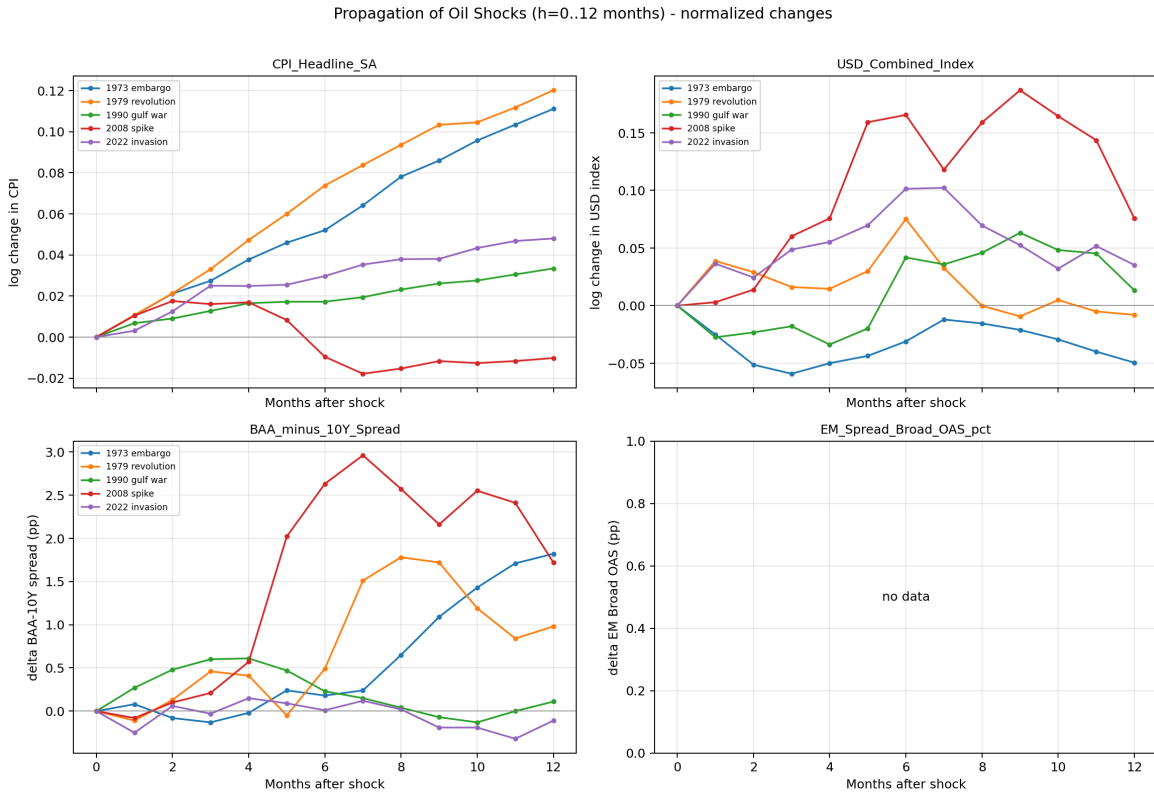 Propagation of Oil Shocks (h=0..12 months) - normalized changes
CPI_Headline_SA
log change in CPI
0.12
0.10
0.08
0.06
0.04
0.02
0.00
−0.02
1973 embargo
1979 revolution
1990 gulf war
2008 spike
2022 invasion
Months after shock
USD_Combined_Index
log change in USD index
0.15
0.10
0.05
0.00
−0.05
1973 embargo
1979 revolution
1990 gulf war
2008 spike
2022 invasion
Months after shock
BAA_minus_10Y_Spread
delta BAA-10Y spread (pp)
3.0
2.5
2.0
1.5
1.0
0.5
0.0
1973 embargo
1979 revolution
1990 gulf war
2008 spike
2022 invasion
0 2 4 6 8 10 12
Months after shock
EM_Spread_Broad_OAS_pct
delta EM Broad OAS (pp)
1.0
0.8
0.6
0.4
0.2
0.0
no data
0 2 4 6 8 10 12
Months after shock